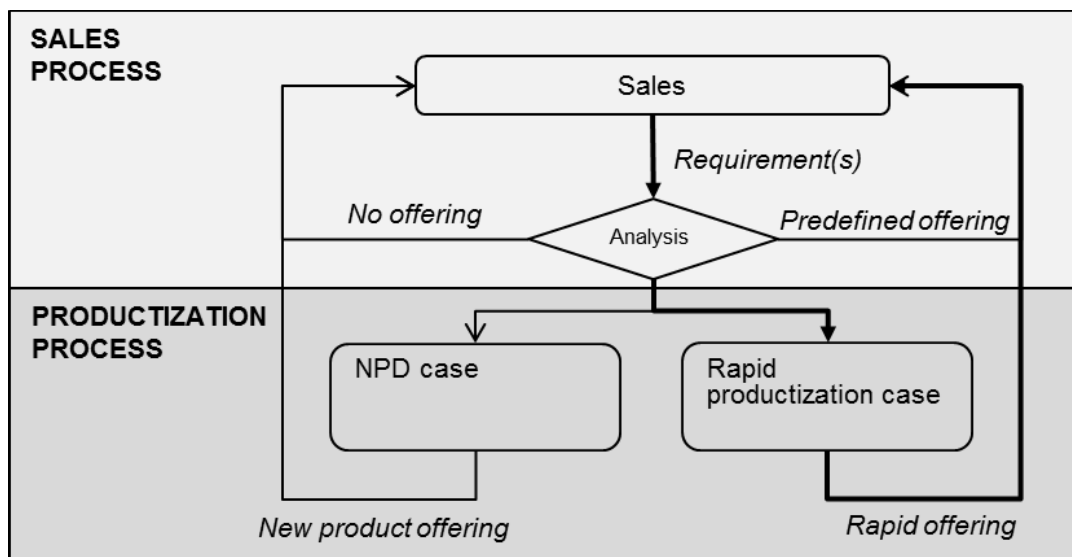 SALES
PROCESS
Sales
Requirement(s)
No offering
Predefined offering
Analysis
PRODUCTIZATION
PROCESS
NPD case
Rapid
productization case
New product offering
Rapid offering